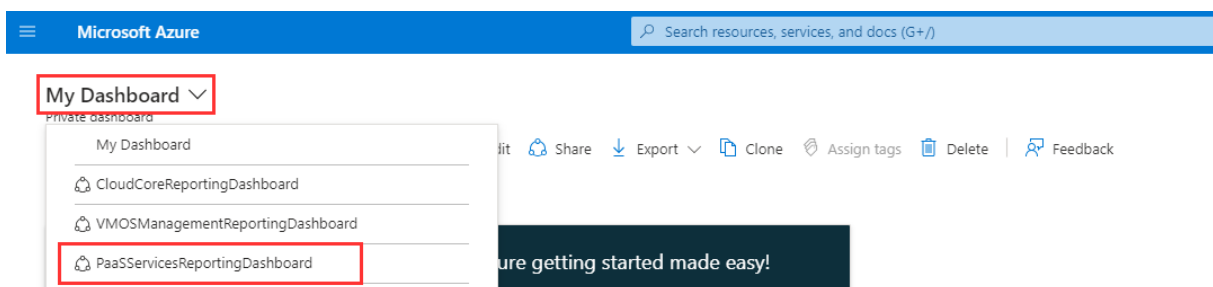 Microsoft Azure
Search resources, services, and docs (G+/)
My Dashboard
Private dashboard
My Dashboard
dit Share Export Clone Assign tags Delete Feedback
CloudCoreReportingDashboard
VMOSManagementReportingDashboard
PaaSServicesReportingDashboard
ure getting started made easy!